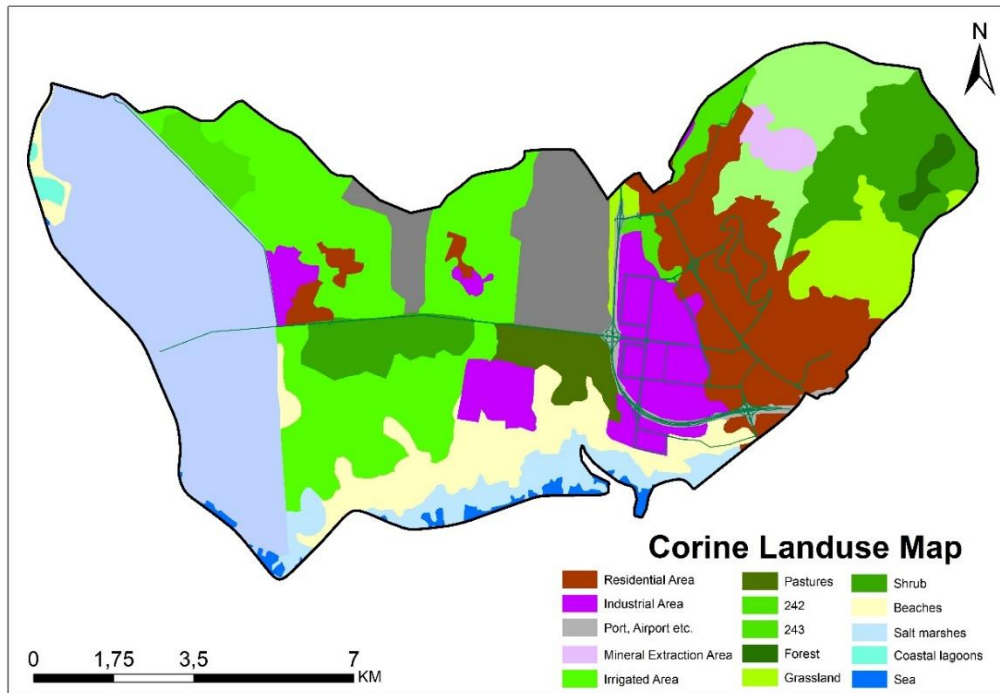 N
Corine Landuse Map
Residential Area
Industrial Area
Port, Airport etc.
Mineral Extraction Area
Irrigated Area
Pastures
242
243
Forest
Grassland
Shrub
Beaches
Salt marshes
Coastal lagoons
Sea
0 1,75 3,5 7
KM